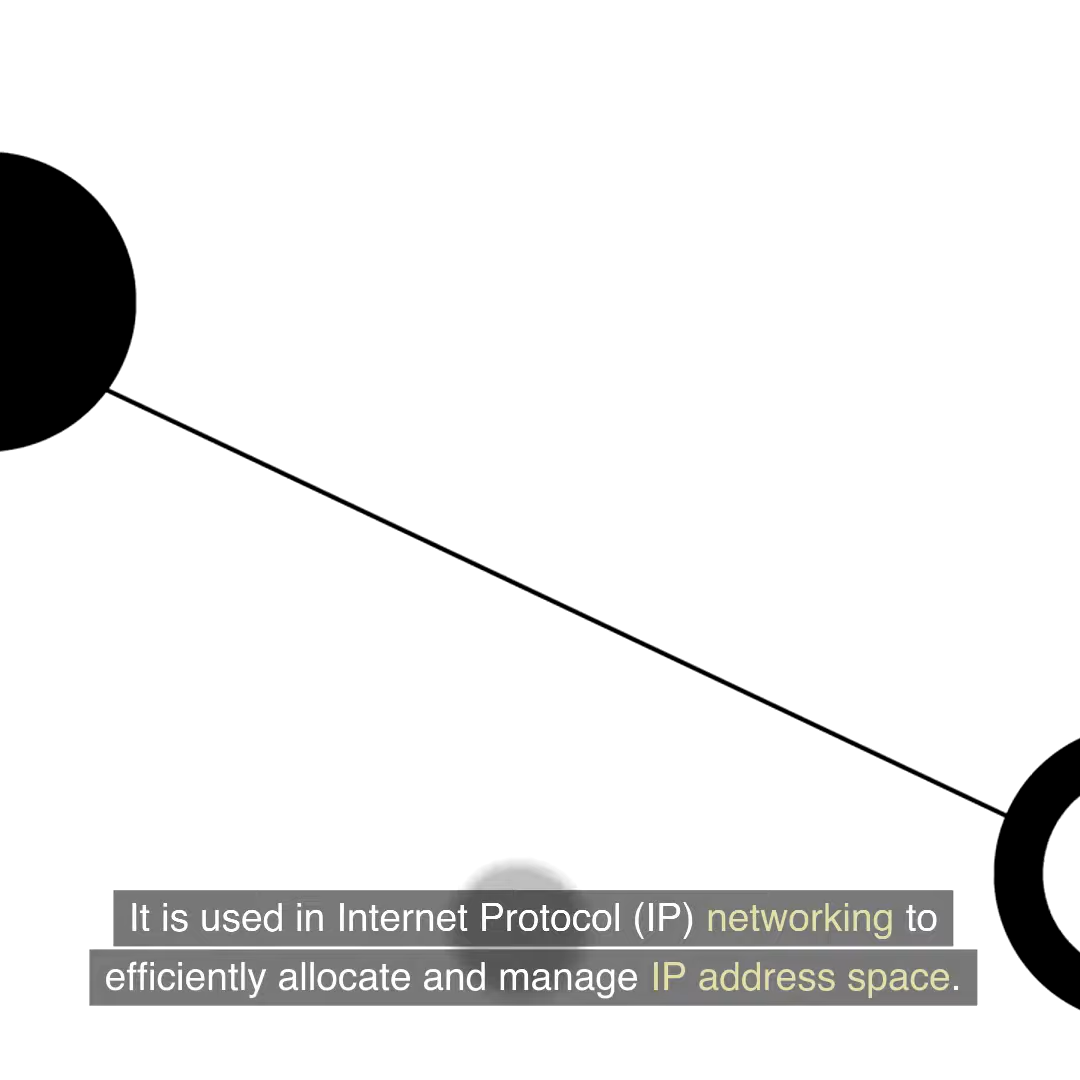 It is used in Internet Protocol (IP) networking to
efficiently allocate and manage IP address space.